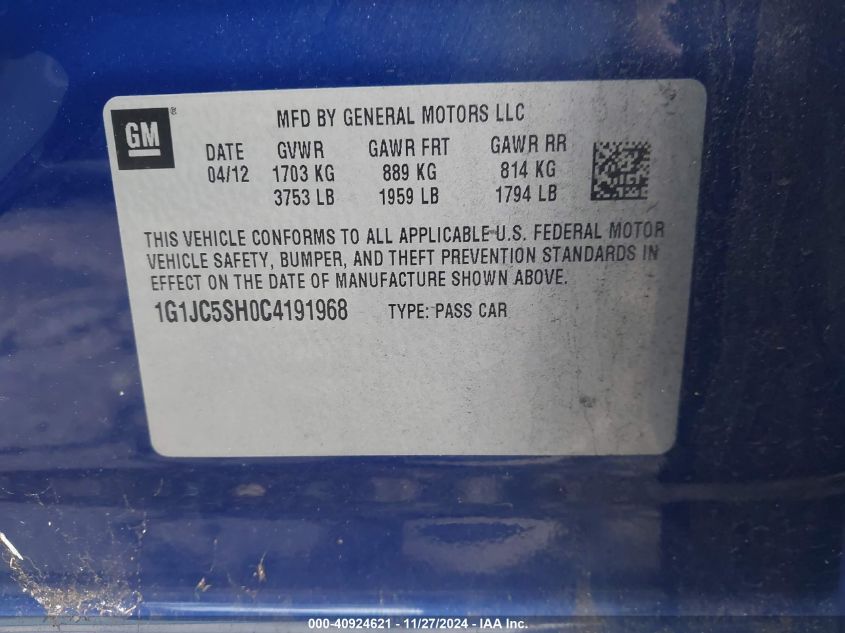 GM ®
MFD BY GENERAL MOTORS LLC
DATE GVWR GAWR FRT GAWR RR
04/12 1703 KG 889 KG 814 KG
3753 LB 1959 LB 1794 LB
THIS VEHICLE CONFORMS TO ALL APPLICABLE U.S. FEDERAL MOTOR
VEHICLE SAFETY, BUMPER, AND THEFT PREVENTION STANDARDS IN
EFFECT ON THE DATE OF MANUFACTURE SHOWN ABOVE.
1G1JC5SH0C4191968 TYPE: PASS CAR
000-40924621 - 11/27/2024 - IAA Inc.